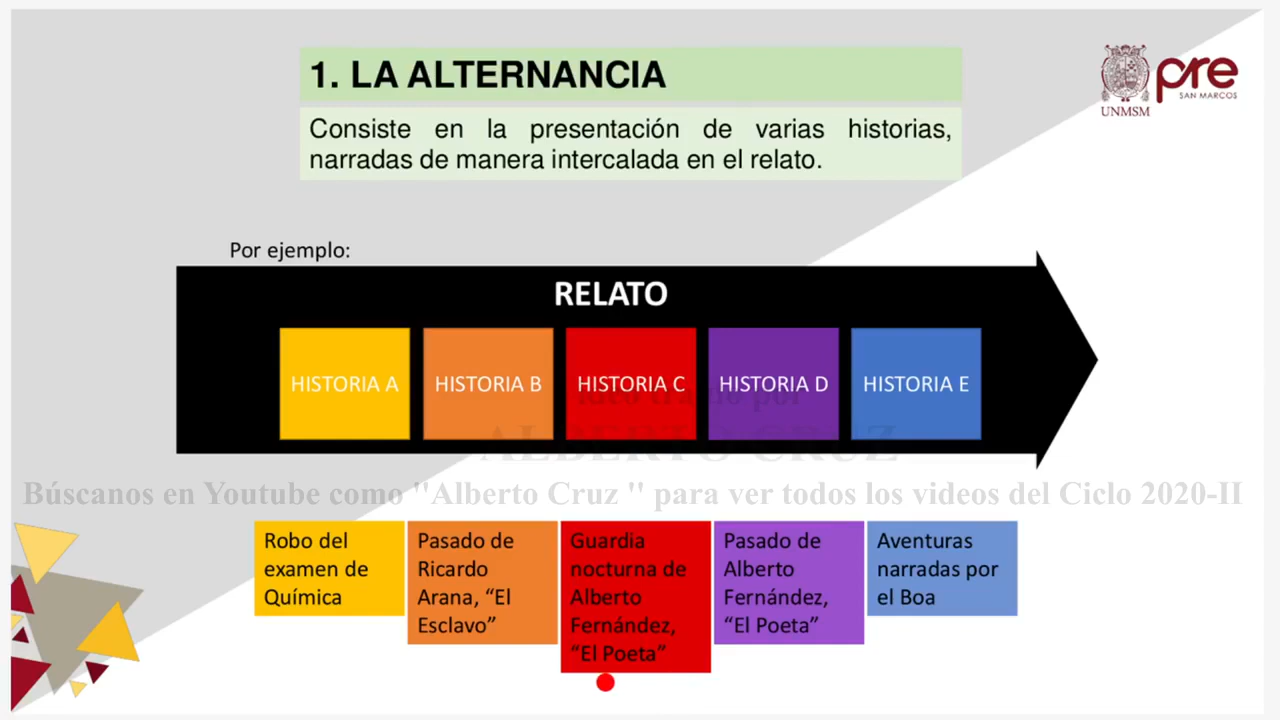 1. LA ALTERNANCIA
pre
SAN MARCOS
UNMSM
Consiste en la presentación de varias historias,
narradas de manera intercalada en el relato.
Por ejemplo:
RELATO
HISTORIA A
HISTORIA B
HISTORIA C
HISTORIA D
HISTORIA E
por
ALBERTO CRUZ
Búscanos en Youtube como "Alberto Cruz " para ver todos los videos del Ciclo 2020-II
Robo del
examen de
Química
Pasado de
Ricardo
Arana, “El
Esclavo”
Guardia
nocturna de
Alberto
Fernández,
“El Poeta”
Pasado de
Alberto
Fernández,
“El Poeta”
Aventuras
narradas por
el Boa